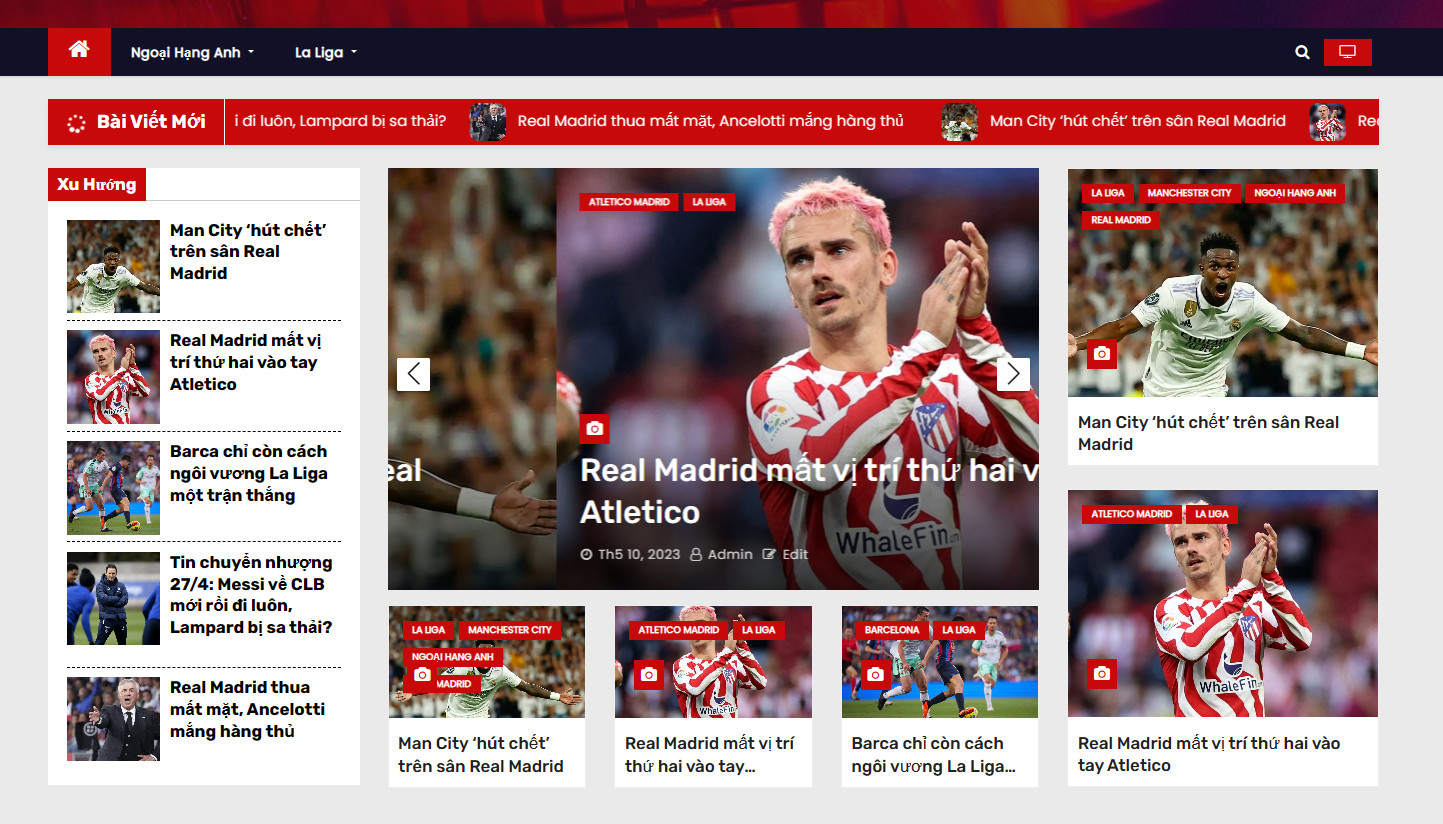 Ngoại Hạng Anh
La Liga
Bài Viết Mới
i đi luôn, Lampard bị sa thải?
Real Madrid thua mất mặt, Ancelotti mắng hàng thủ
Man City ‘hút chết’ trên sân Real Madrid
Xu Hướng
Man City ‘hút chết’
trên sân Real
Madrid
Real Madrid mất vị
trí thứ hai vào tay
Atletico
Barca chỉ còn cách
ngôi vương La Liga
một trận thắng
Tin chuyển nhượng
27/4: Messi về CLB
mới rồi đi luôn,
Lampard bị sa thải?
Real Madrid thua
mất mặt, Ancelotti
mắng hàng thủ
ATLETICO MADRID
LA LIGA
eal
Real Madrid mất vị trí thứ hai v
Atletico
Th5 10, 2023 Admin Edit
WhaleFin
LA LIGA
MANCHESTER CITY
NGOẠI HẠNG ANH
MADRID
Man City ‘hút chết’
trên sân Real Madrid
ATLETICO MADRID
LA LIGA
WhaleFin
Real Madrid mất vị trí
thứ hai vào tay...
BARCELONA
LA LIGA
Barca chỉ còn cách
ngôi vương La Liga...
LA LIGA
MANCHESTER CITY
NGOẠI HẠNG ANH
REAL MADRID
Man City ‘hút chết’ trên sân Real
Madrid
ATLETICO MADRID
LA LIGA
WhaleFin
Real Madrid mất vị trí thứ hai vào
tay Atletico